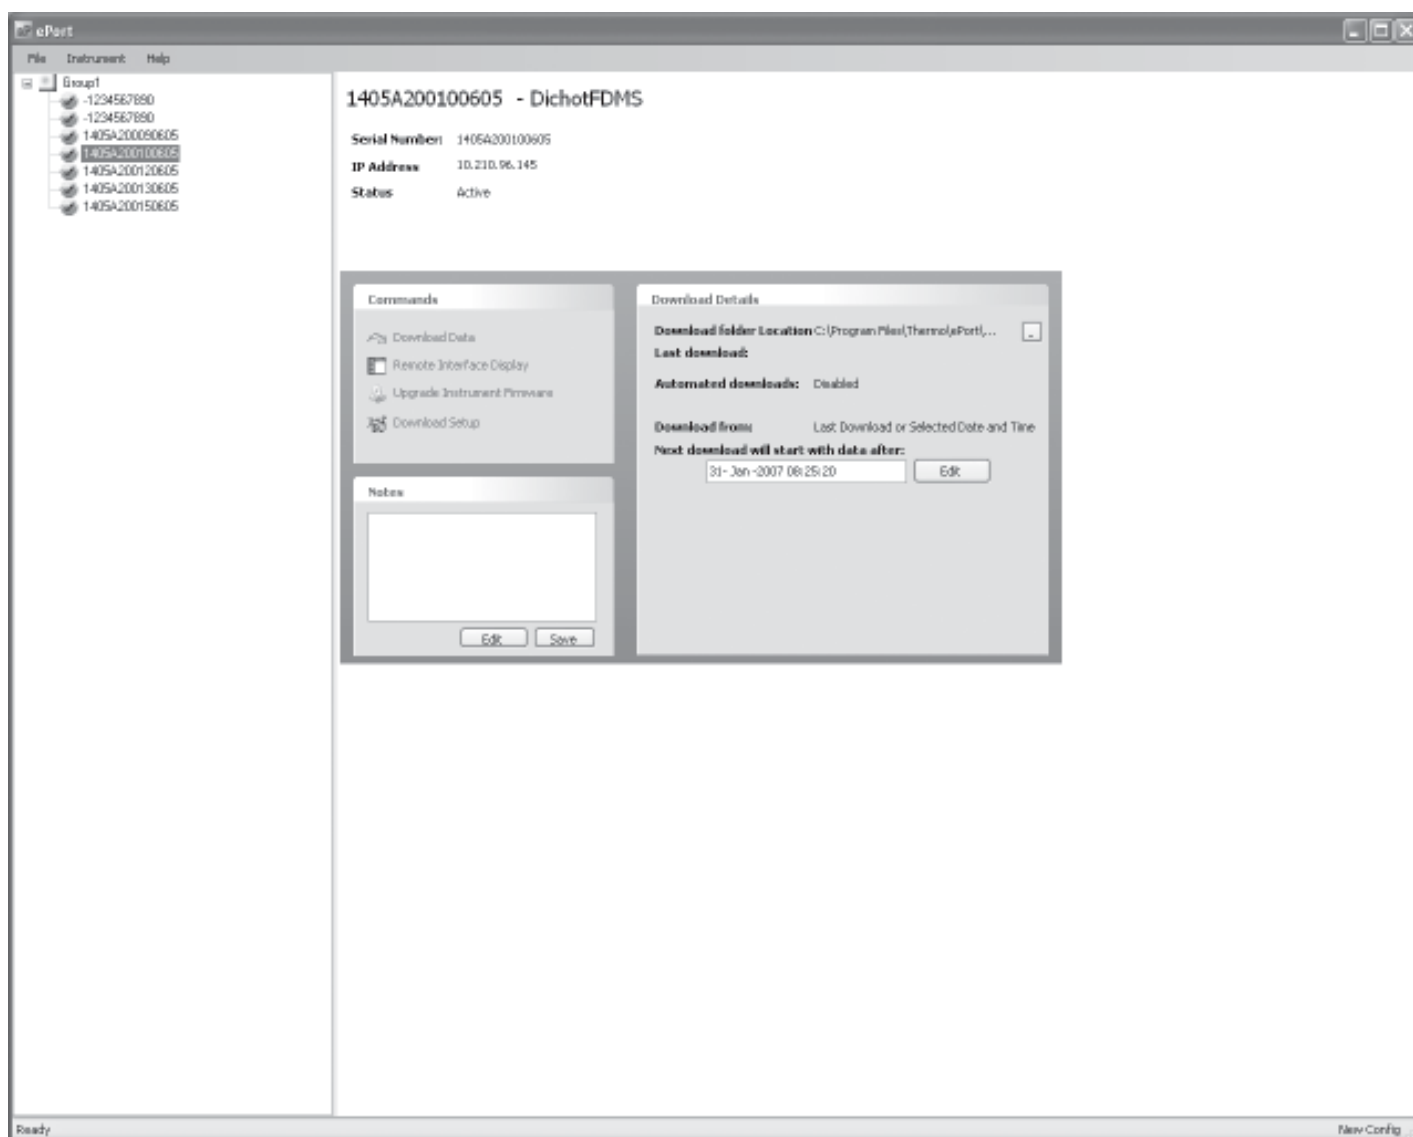 ePort
File Instrument Help
Group1
-1234567890
-1234567890
1405A200090605
1405A200100605
1405A200120605
1405A200130605
1405A200150605
1405A200100605 - DichotFDMS
Serial Number: 1405A200100605
IP Address 10.210.96.145
Status Active
Commands
Download Data
Remote Interface Display
Upgrade Instrument Firmware
Download Setup
Notes
Edit Save
Download Details
Download folder Location C:\Program Files\Thermo\ePort\,...
Last download:
Automated downloads: Disabled
Download from: Last Download or Selected Date and Time
Next download will start with data after:
31- Jan -2007 08:25:20 Edit
Ready New Config